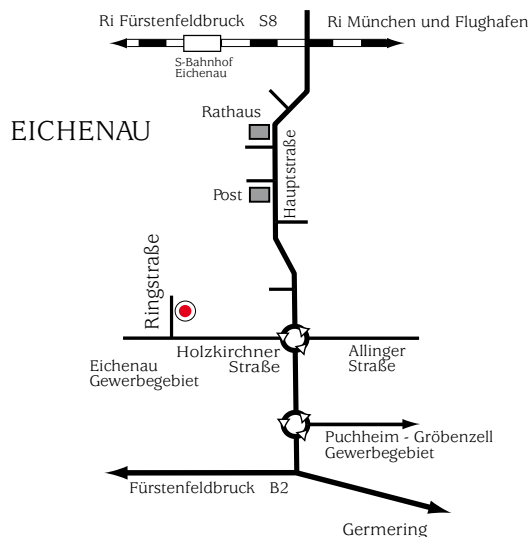 Ri Fürstenfeldbruck S8 Ri München und Flughafen
S-Bahnhof
Eichenau
Rathaus
EICHENAU
Hauptstraße
Post
Ringstraße
Holzkirchner
Straße
Allinger
Straße
Eichenau
Gewerbegebiet
Puchheim - Gröbenzell
Gewerbegebiet
Fürstenfeldbruck B2
Germering